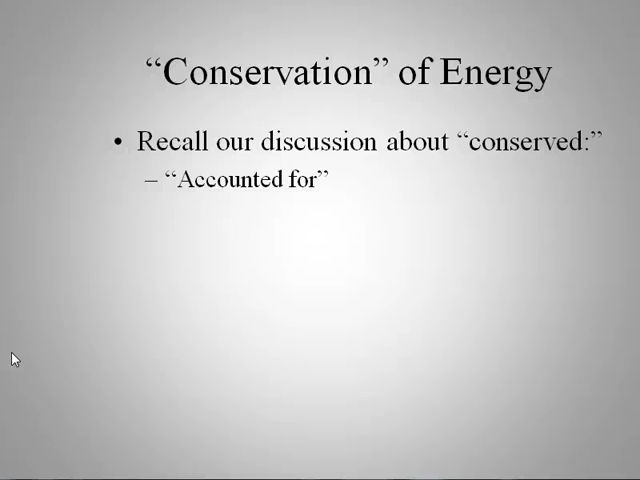 “Conservation” of Energy
• Recall our discussion about “conserved:”
– “Accounted for”